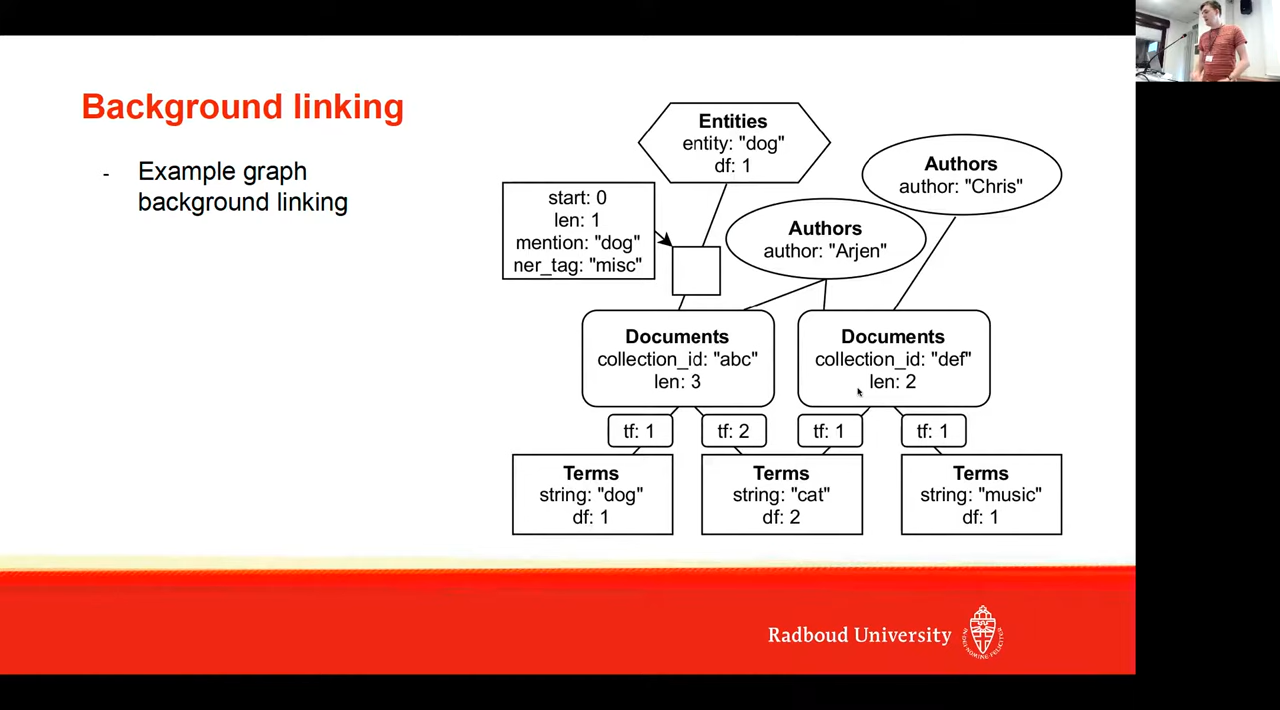 Background linking
- Example graph
background linking
Entities
entity: "dog"
df: 1
Authors
author: "Chris"
start: 0
len: 1
mention: "dog"
ner_tag: "misc"
Authors
author: "Arjen"
Documents
collection_id: "abc"
len: 3
Documents
collection_id: "def"
len: 2
tf: 1
tf: 2
tf: 1
tf: 1
Terms
string: "dog"
df: 1
Terms
string: "cat"
df: 2
Terms
string: "music"
df: 1
Radboud University